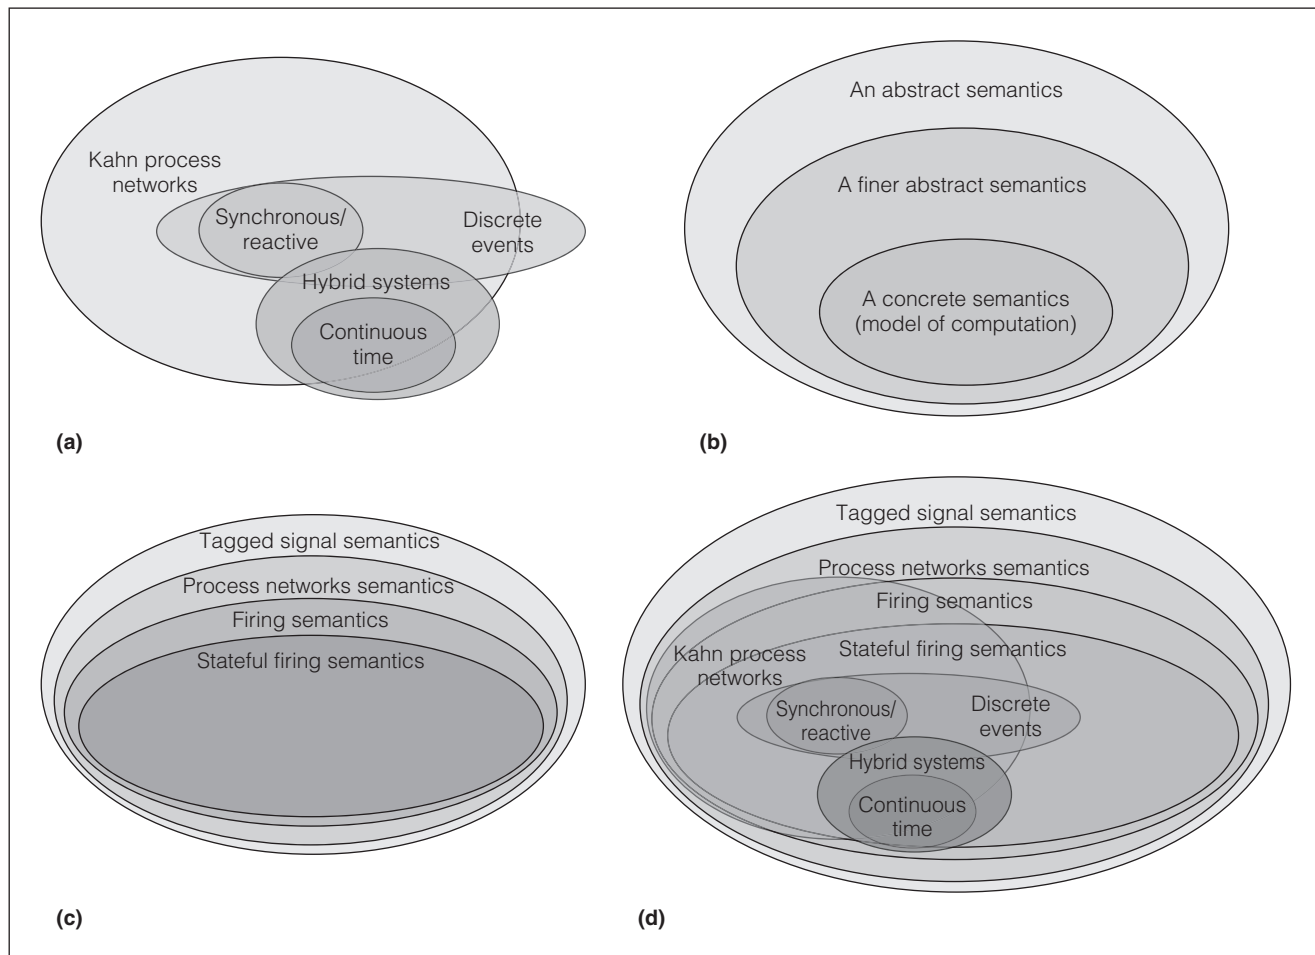 Kahn process
networks
Synchronous/
reactive
Discrete
events
Hybrid systems
Continuous
time
(a)
An abstract semantics
A finer abstract semantics
A concrete semantics
(model of computation)
(b)
Tagged signal semantics
Process networks semantics
Firing semantics
Stateful firing semantics
(c)
Tagged signal semantics
Process networks semantics
Firing semantics
Stateful firing semantics
Kahn process
networks
Synchronous/
reactive
Discrete
events
Hybrid systems
Continuous
time
(d)